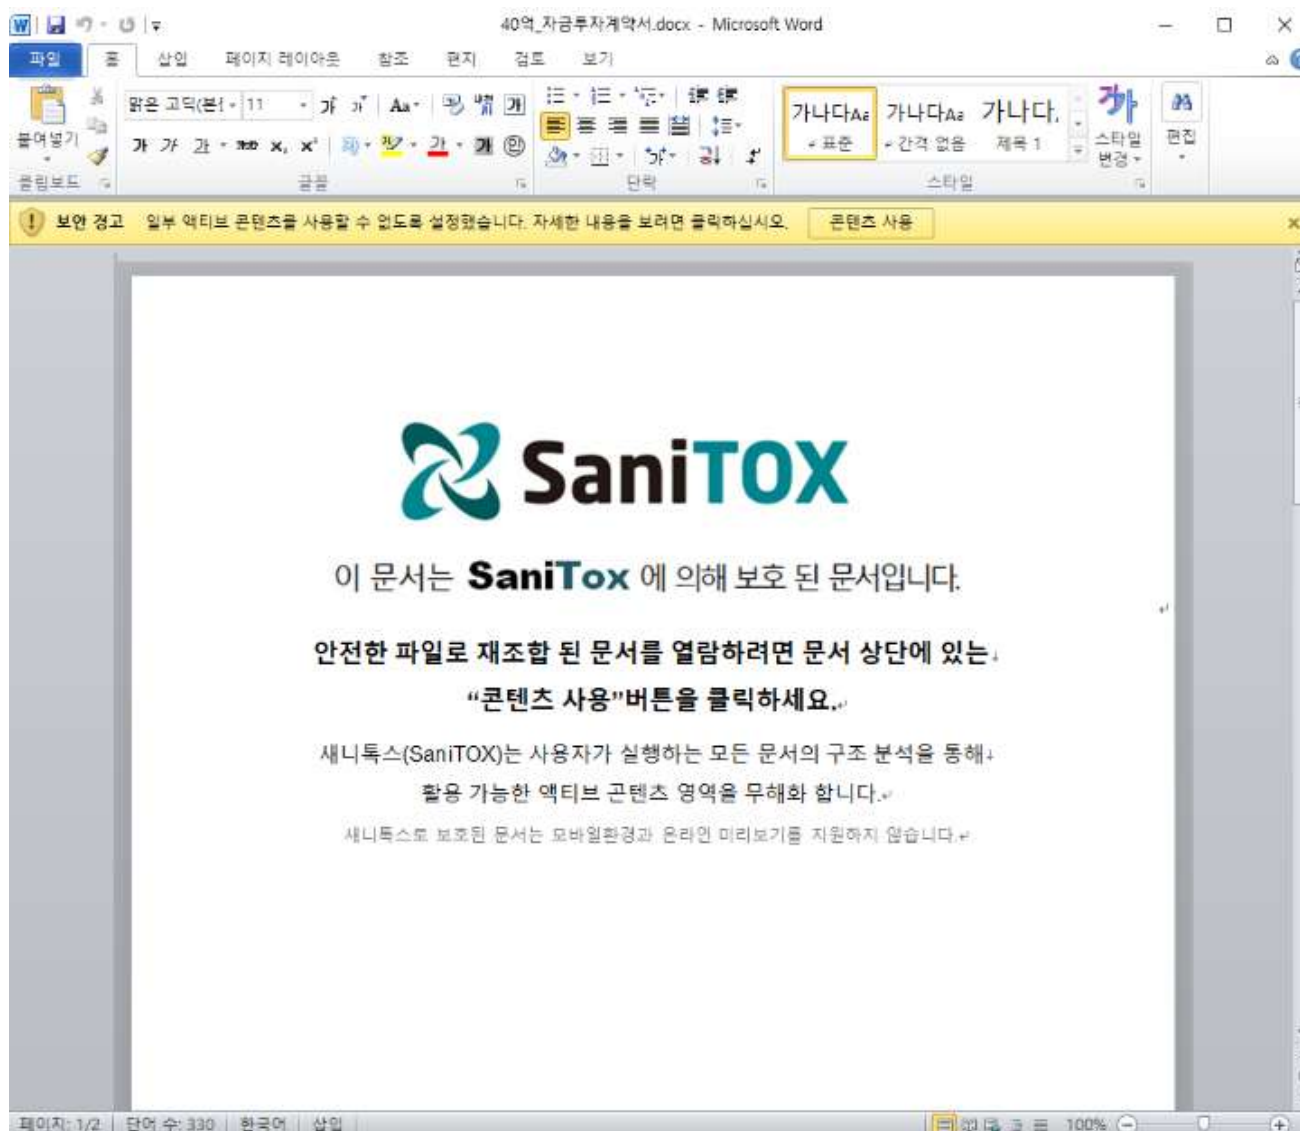 40억_자금투자계약서.docx - Microsoft Word
파일 홈 삽입 페이지 레이아웃 참조 편지 검토 보기
맑은 고딕(본 11
가나다 가나다 가나다
붙여넣기 표준 간격 없음 제목 1 스타일 변경 편집
클립보드 글꼴 단락 스타일
보안 경고 일부 액티브 콘텐츠를 사용할 수 없도록 설정했습니다. 자세한 내용을 보려면 클릭하십시오. 콘텐츠 사용
SaniTOX
이 문서는 SaniTox 에 의해 보호 된 문서입니다.
안전한 파일로 재조합 된 문서를 열람하려면 문서 상단에 있는
“콘텐츠 사용”버튼을 클릭하세요.
새니톡스(SaniTOX)는 사용자가 실행하는 모든 문서의 구조 분석을 통해
활용 가능한 액티브 콘텐츠 영역을 무해화 합니다.
새니톡스로 보호된 문서는 모바일환경과 온라인 미리보기를 지원하지 않습니다.
페이지: 1/2 단어 수: 330 한국어 삽입 100%